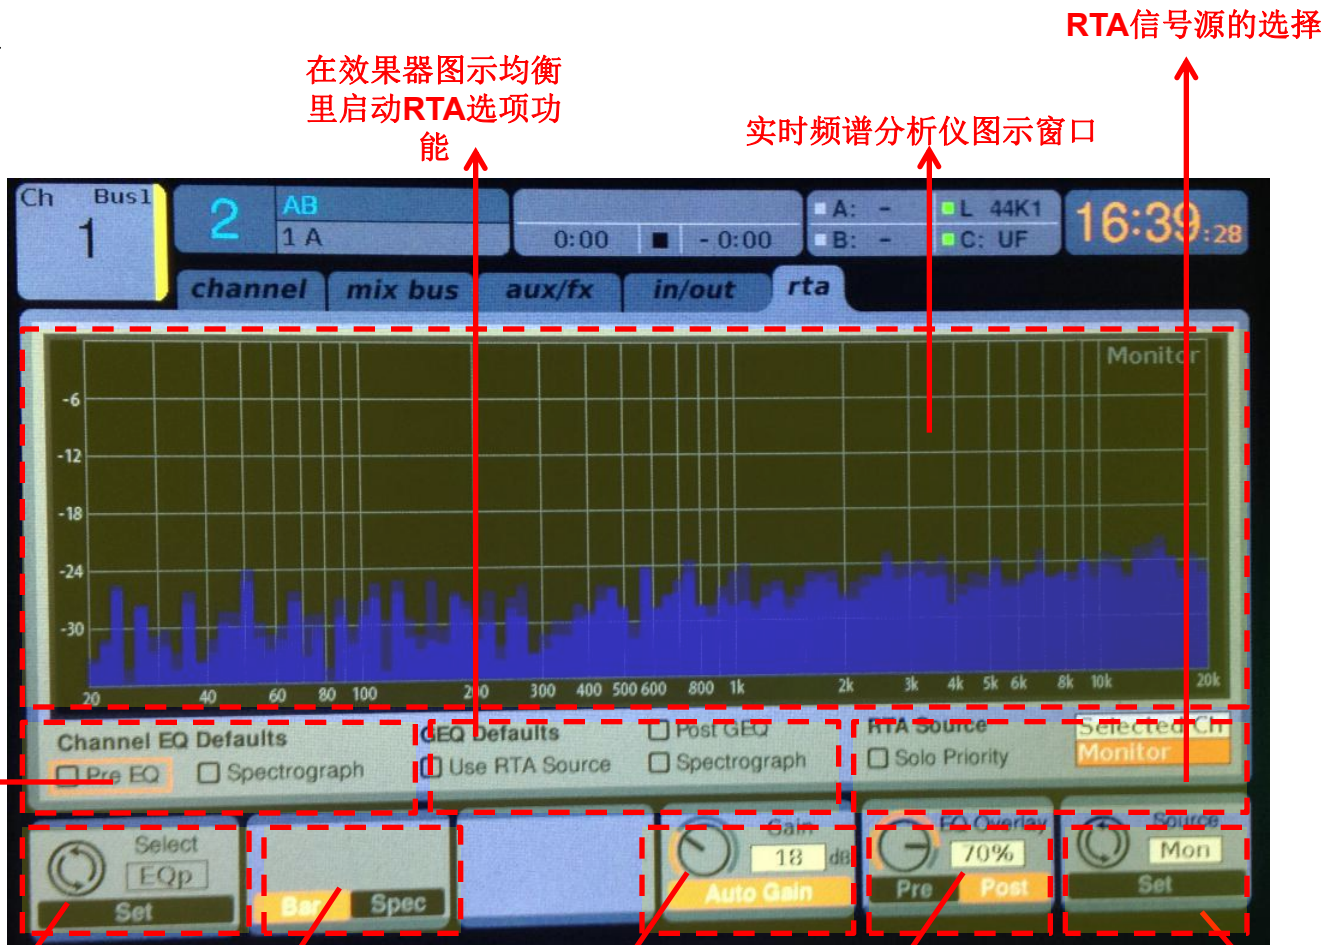 RTA信号源的选择
在效果器图示均衡
里启动RTA选项功
能
实时频谱分析仪图示窗口
Ch Bus1
1
2
AB
1 A
0:00 - 0:00
A: -
B: -
L 44K1
C: UF
16:39:28
channel mix bus aux/fx in/out rta
Monitor
-6
-12
-18
-24
-30
20 40 60 80 100 200 300 400 500 600 800 1k 2k 3k 4k 5k 6k 8k 10k 20k
Channel EQ Defaults
Pre EQ Spectrograph
GEQ Defaults Post GEQ
Use RTA Source Spectrograph
RTA Source Selected Ch
Solo Priority Monitor
Select
EQp
Set
Bar Spec
Gain
18 dB
Auto Gain
EQ Overlay
70%
Pre Post
Source
Mon
Set